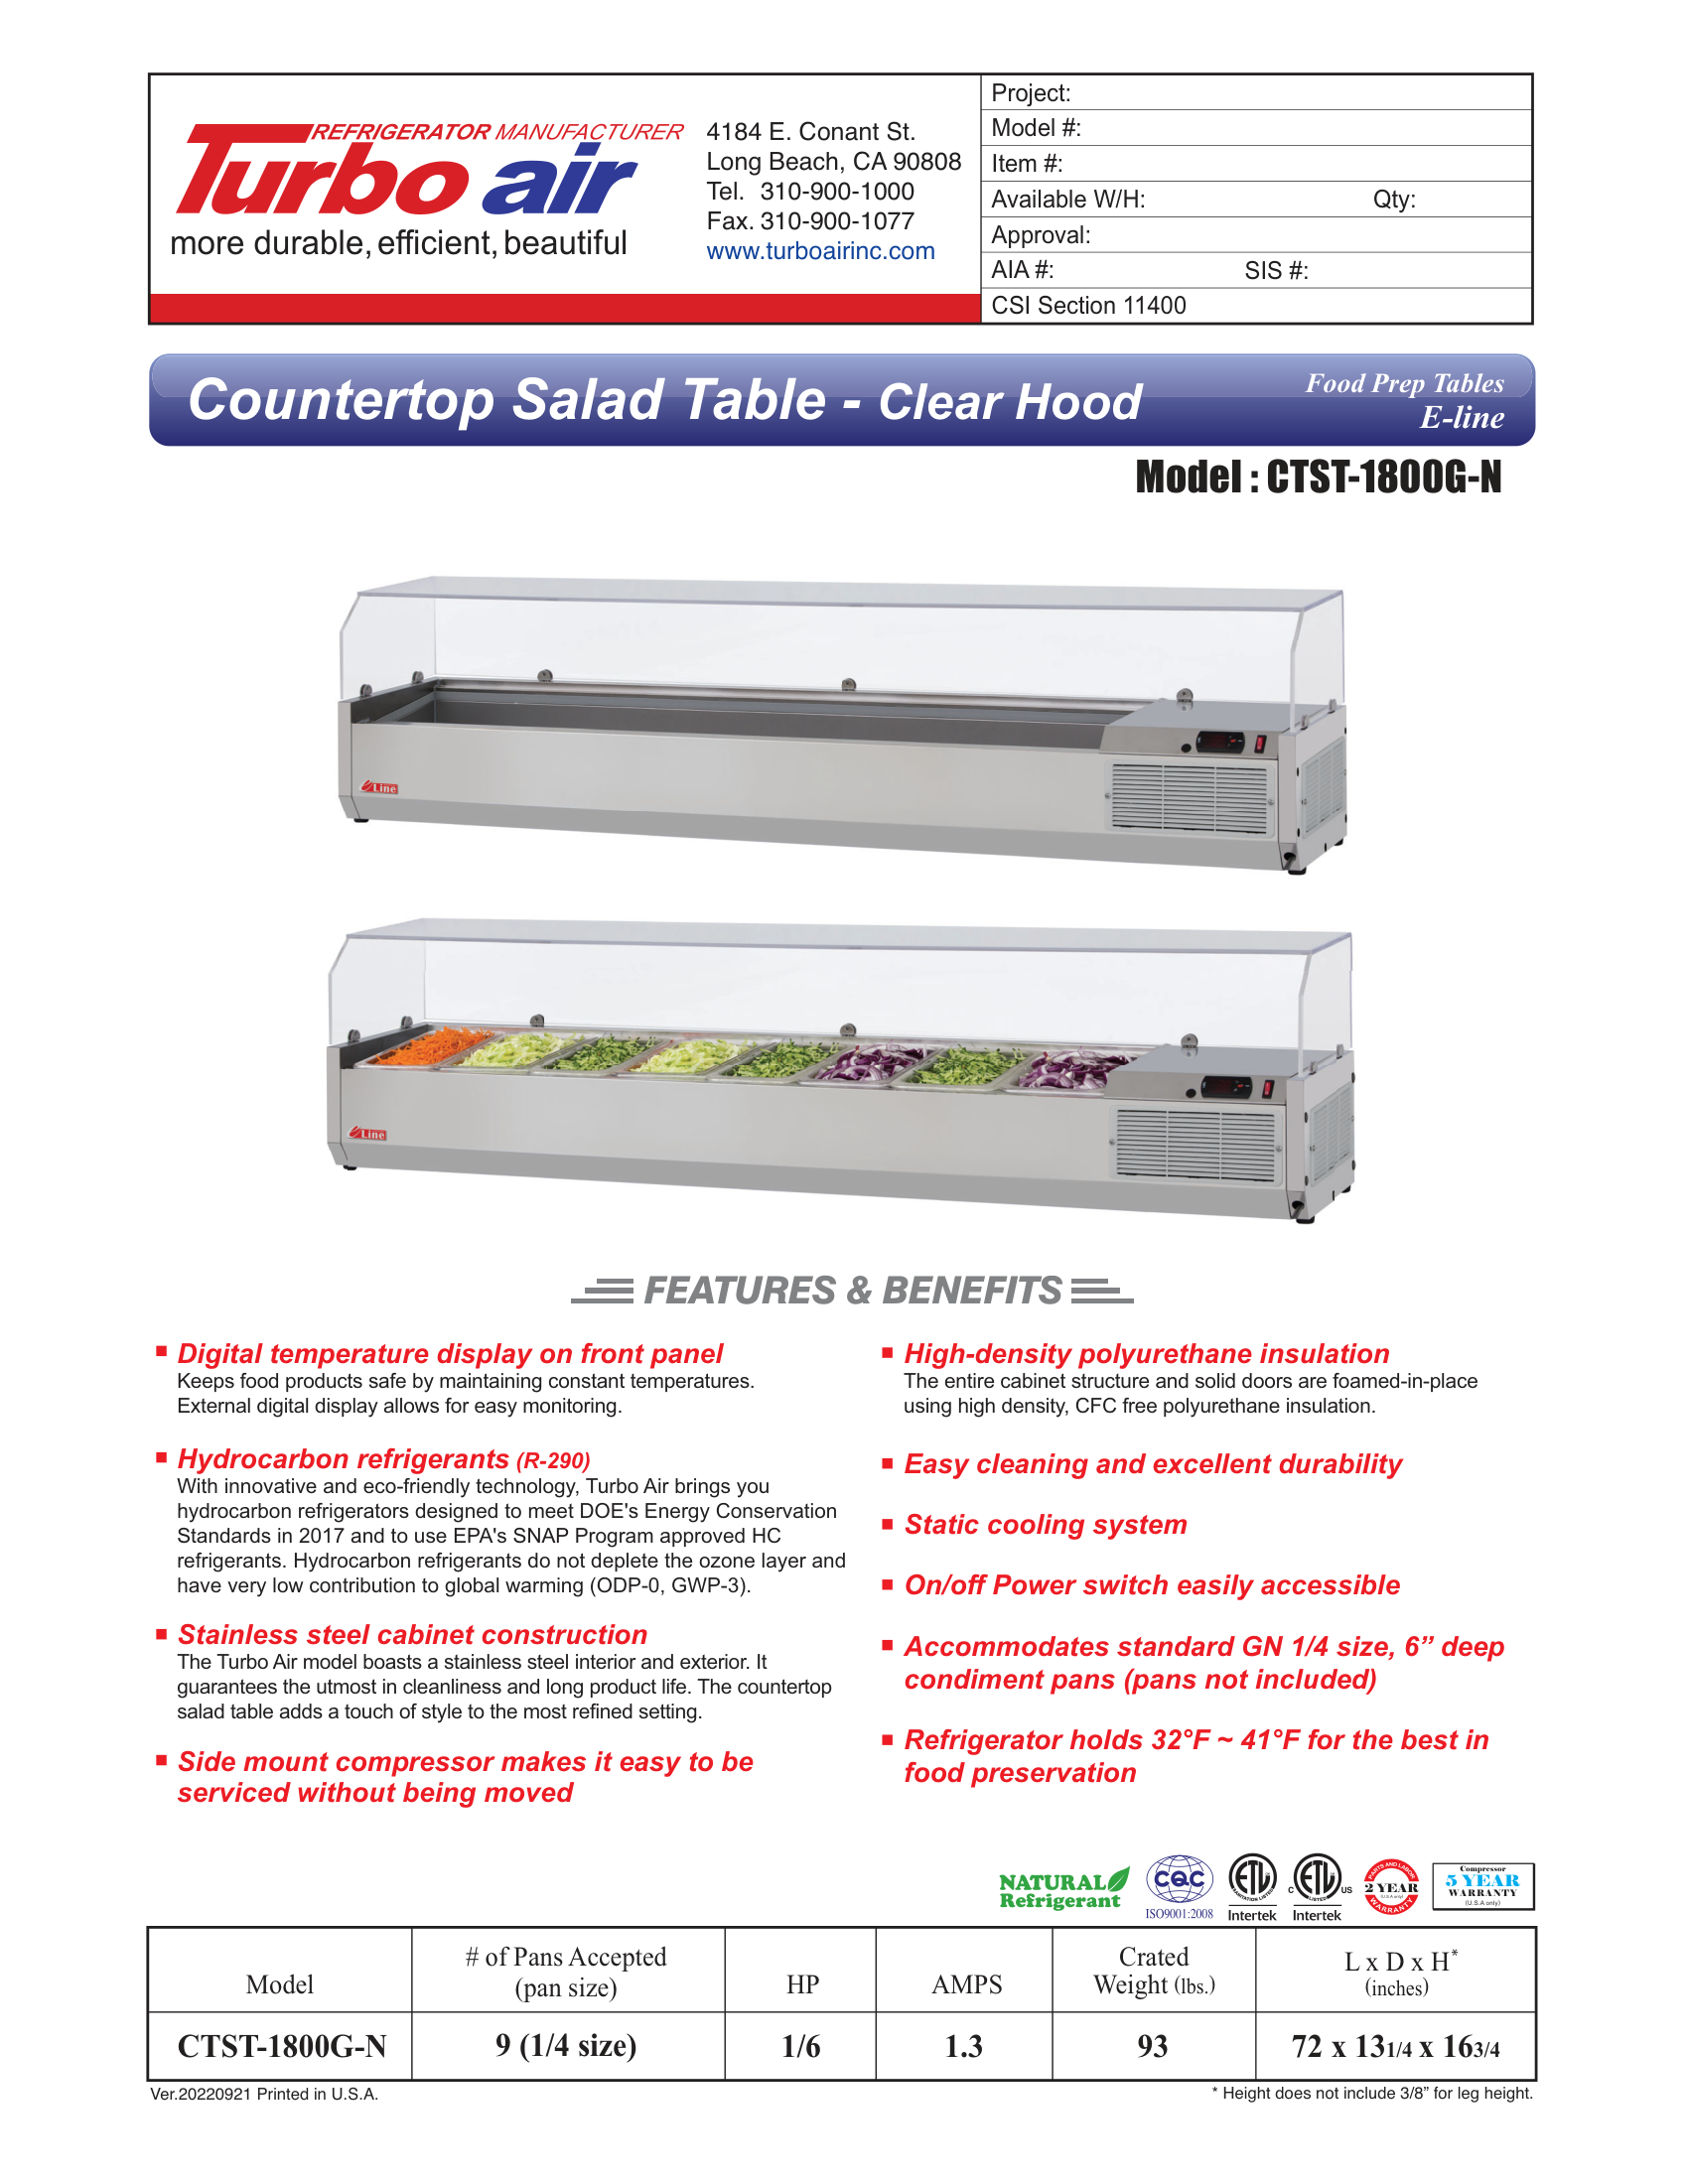 REFRIGERATOR MANUFACTURER
Turbo air
more durable, efficient, beautiful
4184 E. Conant St.
Long Beach, CA 90808
Tel. 310-900-1000
Fax. 310-900-1077
www.turboairinc.com
Project:
Model #:
Item #:
Available W/H: Qty:
Approval:
AIA #: SIS #:
CSI Section 11400
Countertop Salad Table - Clear Hood
Food Prep Tables
E-line
Model : CTST-1800G-N
Line
Line
FEATURES & BENEFITS
Digital temperature display on front panel
Keeps food products safe by maintaining constant temperatures.
External digital display allows for easy monitoring.
Hydrocarbon refrigerants (R-290)
With innovative and eco-friendly technology, Turbo Air brings you
hydrocarbon refrigerators designed to meet DOE's Energy Conservation
Standards in 2017 and to use EPA's SNAP Program approved HC
refrigerants. Hydrocarbon refrigerants do not deplete the ozone layer and
have very low contribution to global warming (ODP-0, GWP-3).
Stainless steel cabinet construction
The Turbo Air model boasts a stainless steel interior and exterior. It
guarantees the utmost in cleanliness and long product life. The countertop
salad table adds a touch of style to the most refined setting.
Side mount compressor makes it easy to be
serviced without being moved
High-density polyurethane insulation
The entire cabinet structure and solid doors are foamed-in-place
using high density, CFC free polyurethane insulation.
Easy cleaning and excellent durability
Static cooling system
On/off Power switch easily accessible
Accommodates standard GN 1/4 size, 6” deep
condiment pans (pans not included)
Refrigerator holds 32°F ~ 41°F for the best in
food preservation
NATURAL
Refrigerant
CQC
ISO9001:2008
ETL
SANITATION LISTED
Intertek
C ETL US
LISTED
Intertek
PARTS AND LABOR
2 YEAR
(U.S.A only)
WARRANTY
Compressor
5 YEAR
WARRANTY
(U.S.A only)
Model
# of Pans Accepted
(pan size)
HP
AMPS
Crated
Weight (lbs.)
L x D x H*
(inches)
CTST-1800G-N
9 (1/4 size)
1/6
1.3
93
72 x 131/4 x 163/4
Ver.20220921 Printed in U.S.A.
* Height does not include 3/8” for leg height.